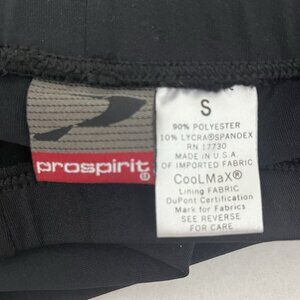 prospirit®
S
90% POLYESTER
10% LYCRA®SPANDEX
RN 17730
MADE IN U.S.A.
OF IMPORTED FABRIC
COOLMAX®
Lining FABRIC
DuPont Certification
Mark for Fabrics
SEE REVERSE
FOR CARE